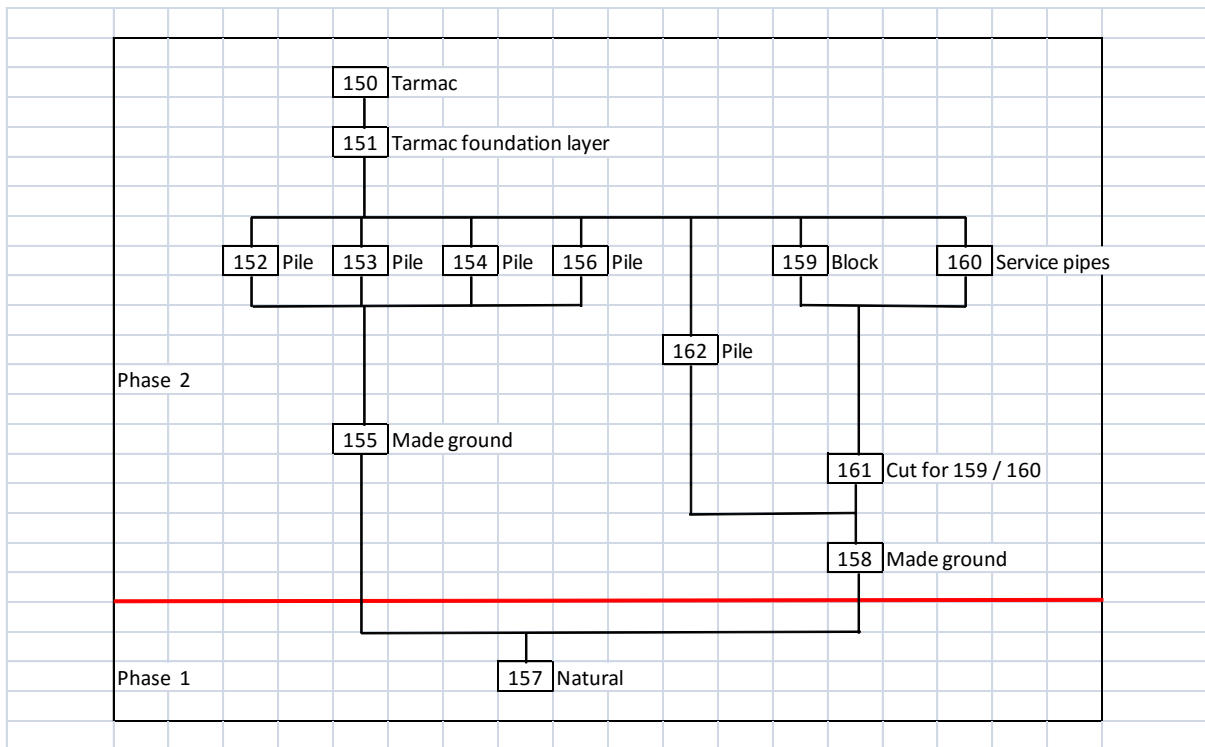 150 Tarmac
151 Tarmac foundation layer
152 Pile 153 Pile 154 Pile 156 Pile 159 Block 160 Service pipes
162 Pile
Phase 2
155 Made ground
161 Cut for 159 / 160
158 Made ground
Phase 1 157 Natural